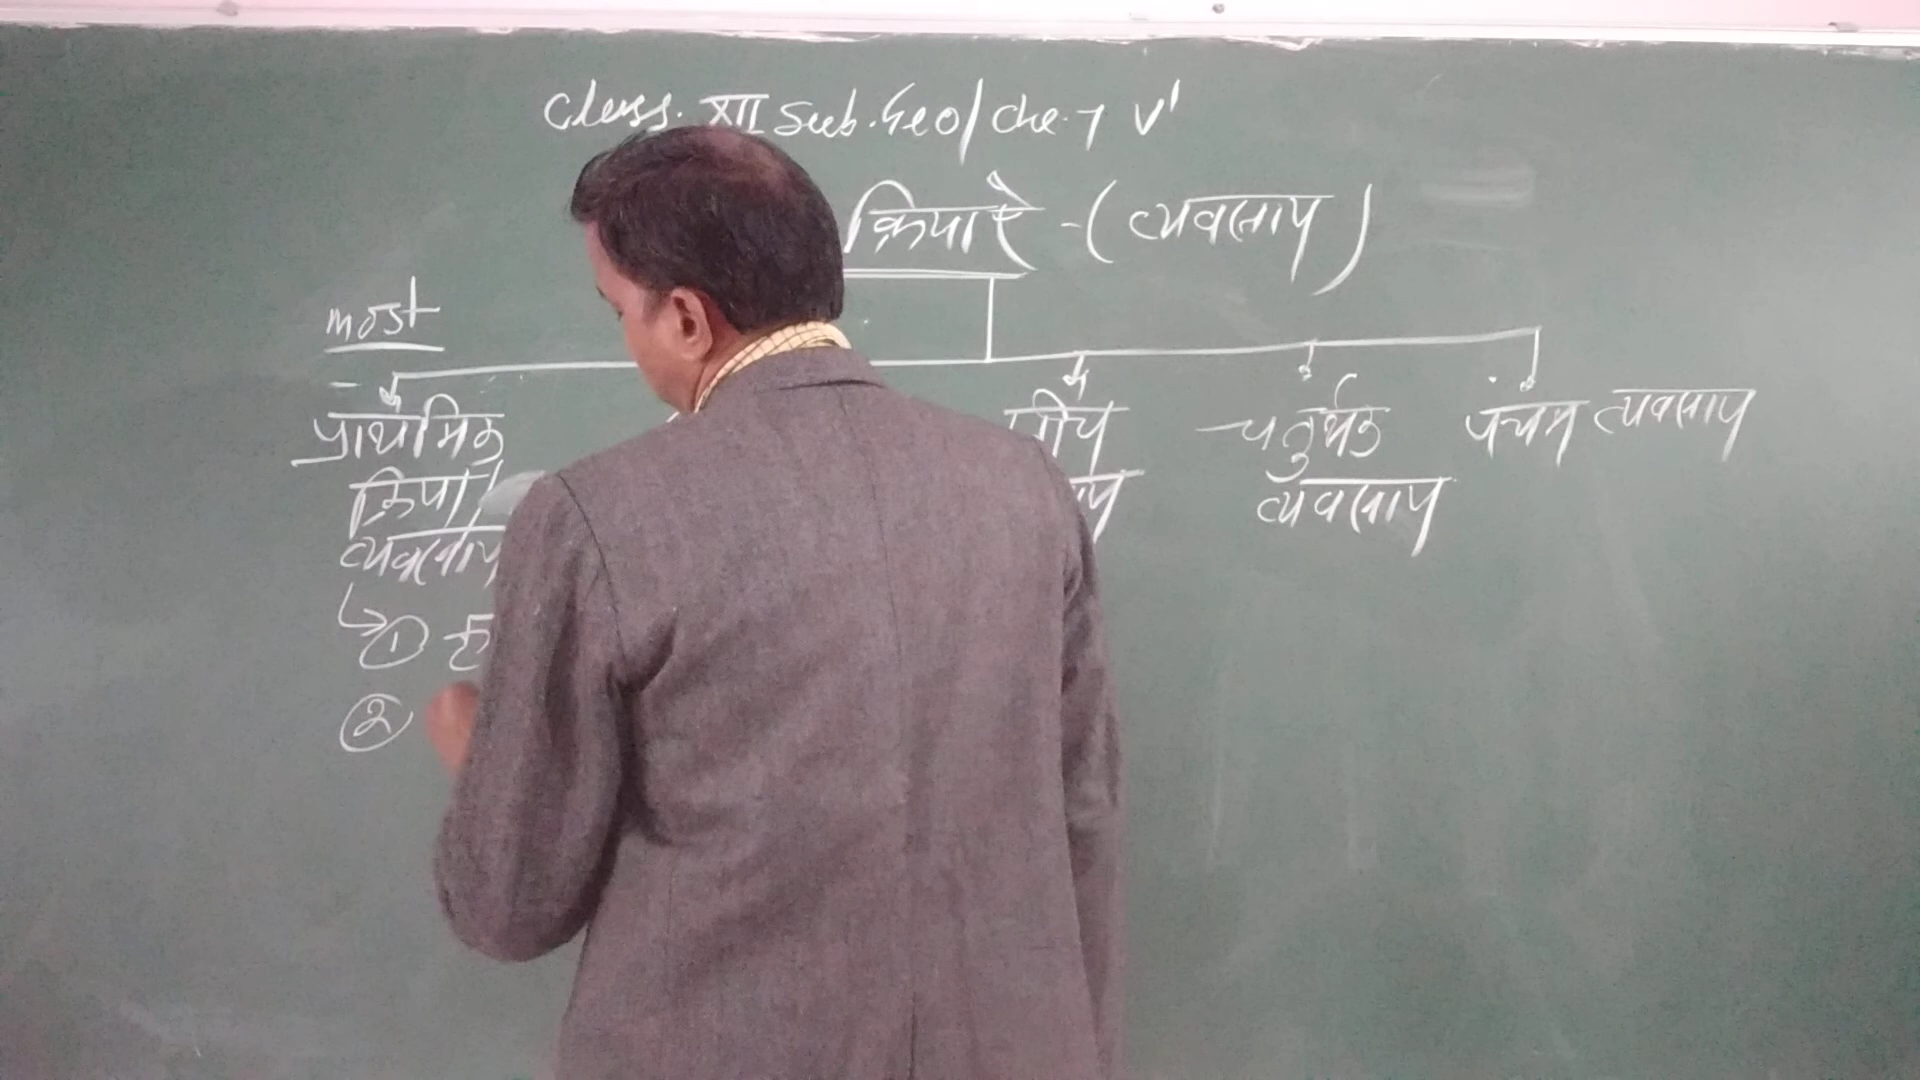 Class. XII Sub. Geo/Che. 7 V'
क्रियाऐ - (व्यवसाय)
most
प्राथमिक चतुर्थक पंचम व्यवसाय
क्रिया/ व्यवसाय
व्यवसाय
①
②